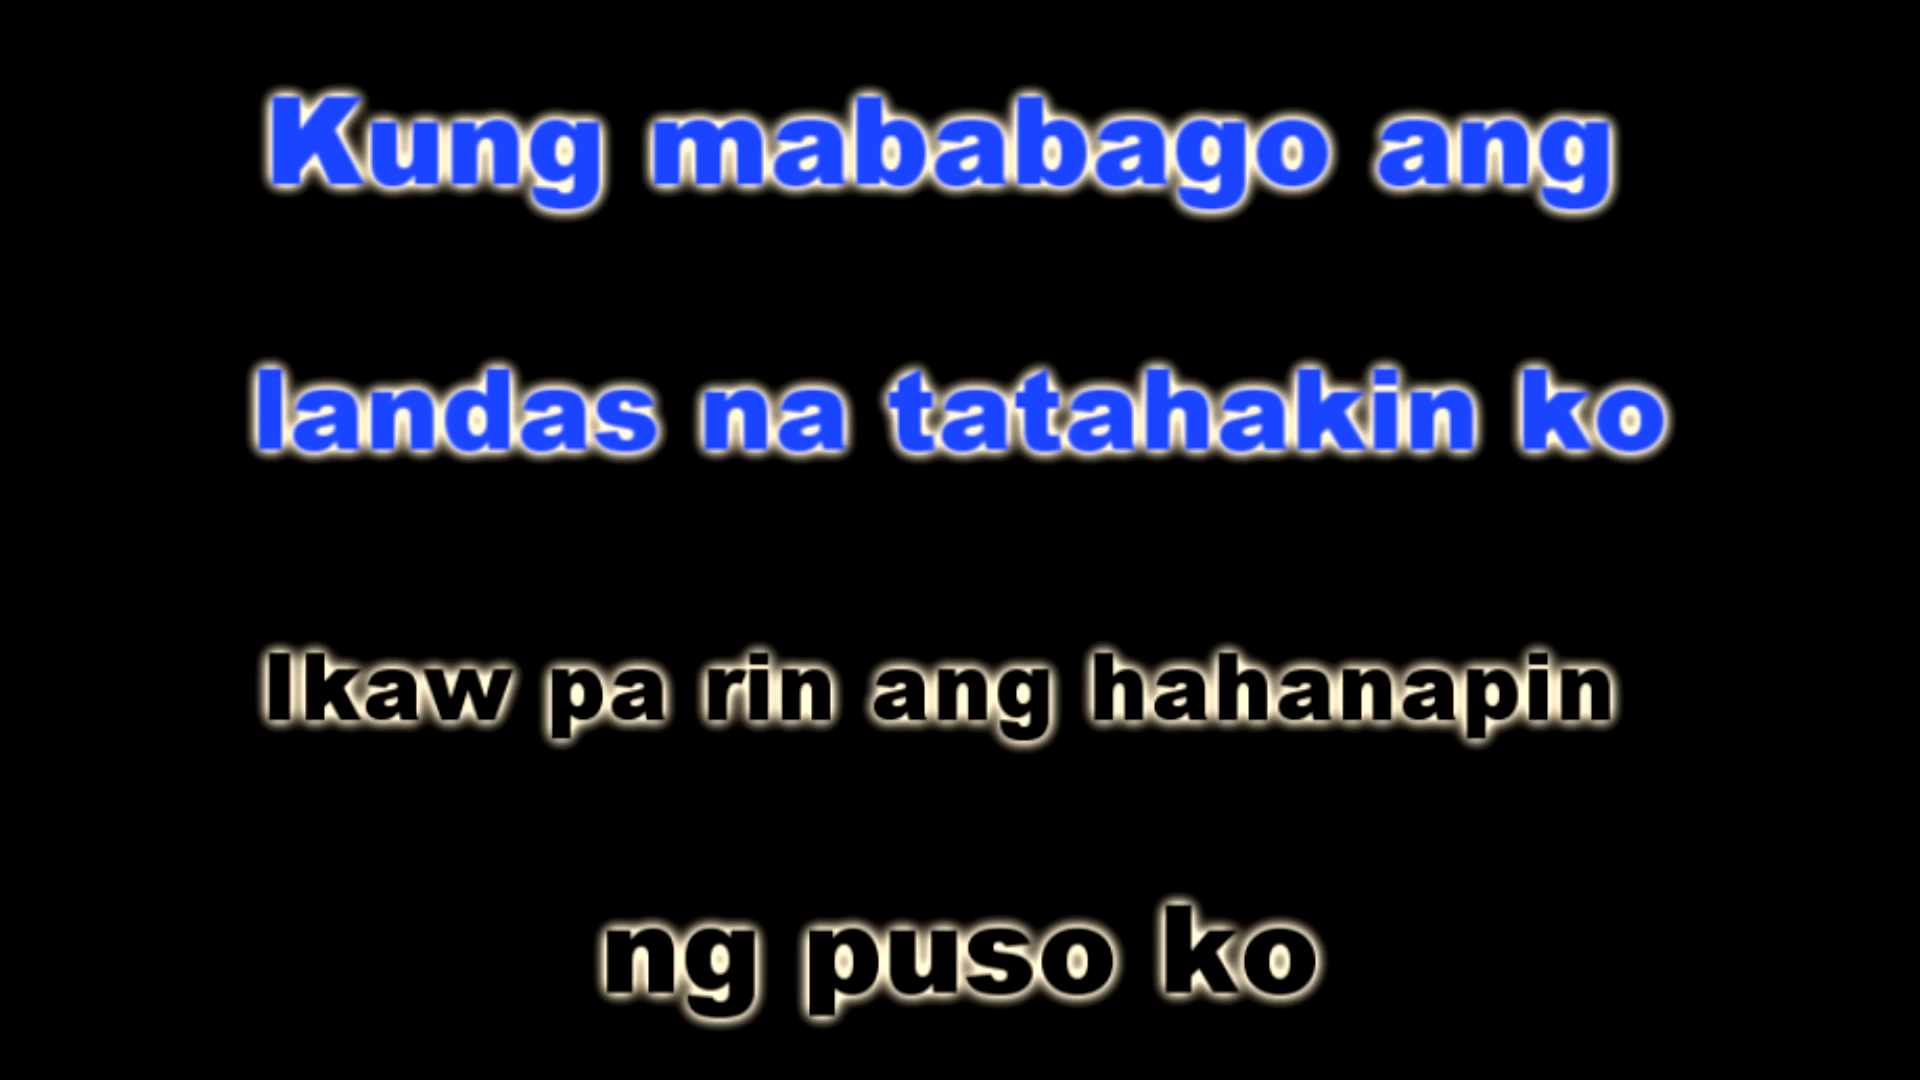 Kung mababago ang
landas na tatahakin ko
Ikaw pa rin ang hahanapin
ng puso ko